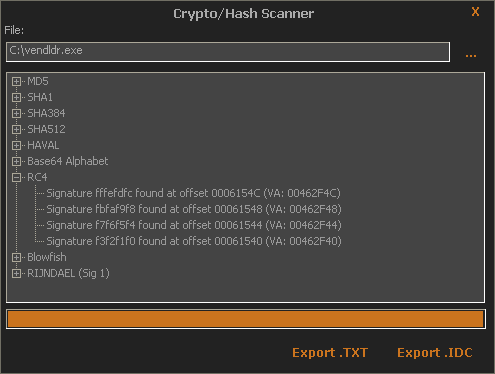 Crypto/Hash Scanner X
File:
C:\vendldr.exe ...
MD5
SHA1
SHA384
SHA512
HAVAL
Base64 Alphabet
RC4
Signature fffefdfc found at offset 0006154C (VA: 00462F4C)
Signature fbfaf9f8 found at offset 00061548 (VA: 00462F48)
Signature f7f6f5f4 found at offset 00061544 (VA: 00462F44)
Signature f3f2f1f0 found at offset 00061540 (VA: 00462F40)
Blowfish
RIJNDAEL (Sig 1)
Export .TXT Export .IDC